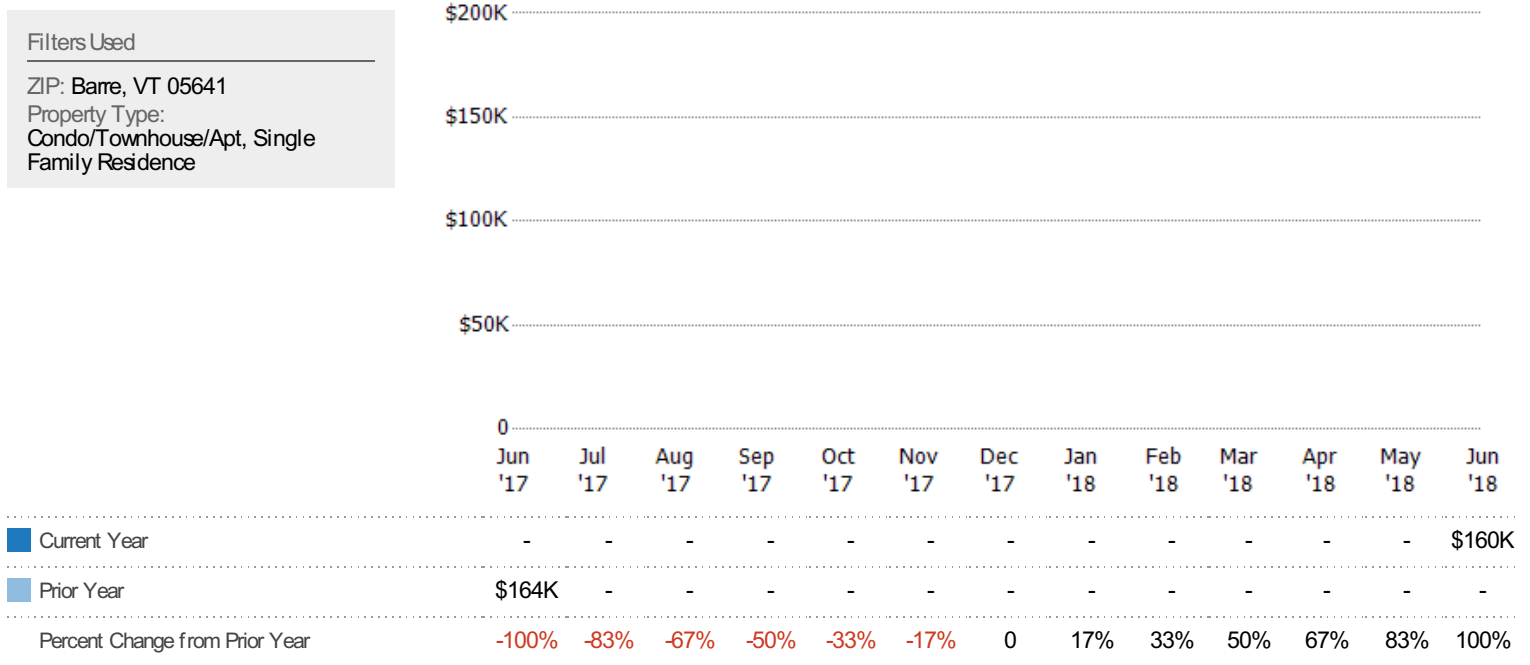 Filters Used
ZIP: Barre, VT 05641
Property Type:
Condo/Townhouse/Apt, Single
Family Residence
$200K
$150K
$100K
$50K
0
Jun Jul Aug Sep Oct Nov Dec Jan Feb Mar Apr May Jun
'17 '17 '17 '17 '17 '17 '17 '18 '18 '18 '18 '18 '18
Current Year - - - - - - - - - - - - $160K
Prior Year $164K - - - - - - - - - - - -
Percent Change from Prior Year -100% -83% -67% -50% -33% -17% 0 17% 33% 50% 67% 83% 100%